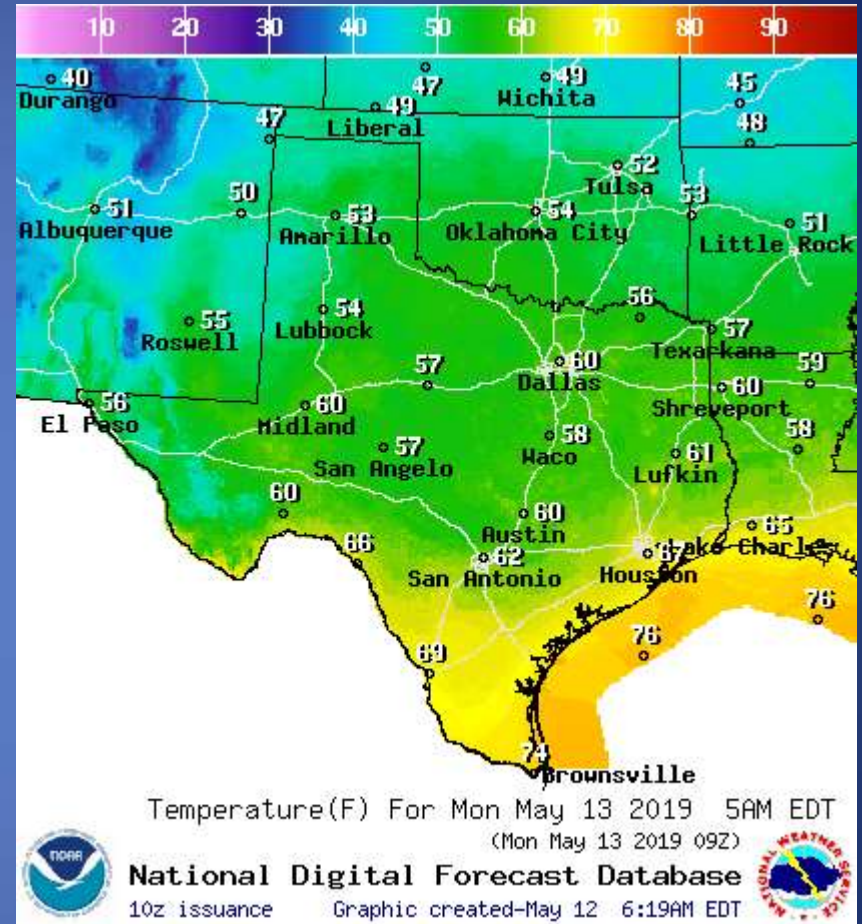 10 20 30 40 50 60 70 80 90
40
Durango
47
49
Wichita
45
49
Liberal
47
48
52
Tulsa
51
Albuquerque
50
53
Amarillo
54
Oklahoma City
53
51
Little Rock
55
Roswell
54
Lubbock
56
57
Texarkana
60
Dallas
57
59
56
El Paso
60
Midland
60
Shreveport
57
San Angelo
58
Waco
61
Lufkin
58
60
60
Austin
66
62
San Antonio
67
Houston
65
Lake Charles
69
76
76
74
Brownsville
Temperature(F) For Mon May 13 2019 5AM EDT
(Mon May 13 2019 09Z)
National Digital Forecast Database
10z issuance Graphic created-May 12 6:19AM EDT
NOAA
NATIONAL WEATHER SERVICE